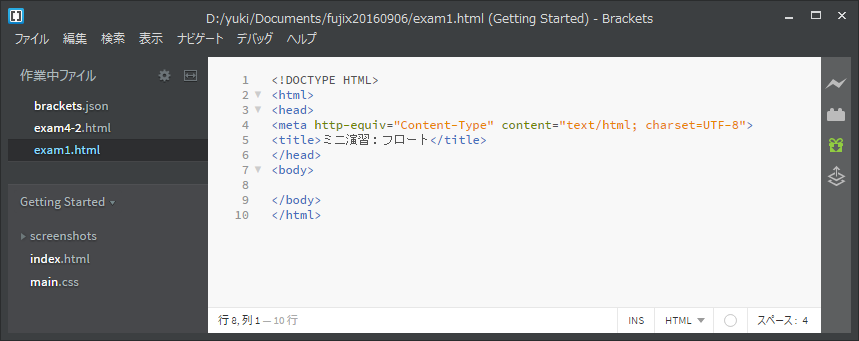 D:/yuki/Documents/fujix20160906/exam1.html (Getting Started) - Brackets
ファイル 編集 検索 表示 ナビゲート デバッグ ヘルプ
作業中ファイル
brackets.json
exam4-2.html
exam1.html
Getting Started
screenshots
index.html
main.css
1 <!DOCTYPE HTML>
2 <html>
3 <head>
4 <meta http-equiv="Content-Type" content="text/html; charset=UTF-8">
5 <title>ミニ演習：フロート</title>
6 </head>
7 <body>
8
9 </body>
10 </html>
行 8, 列 1 — 10 行 INS HTML スペース: 4